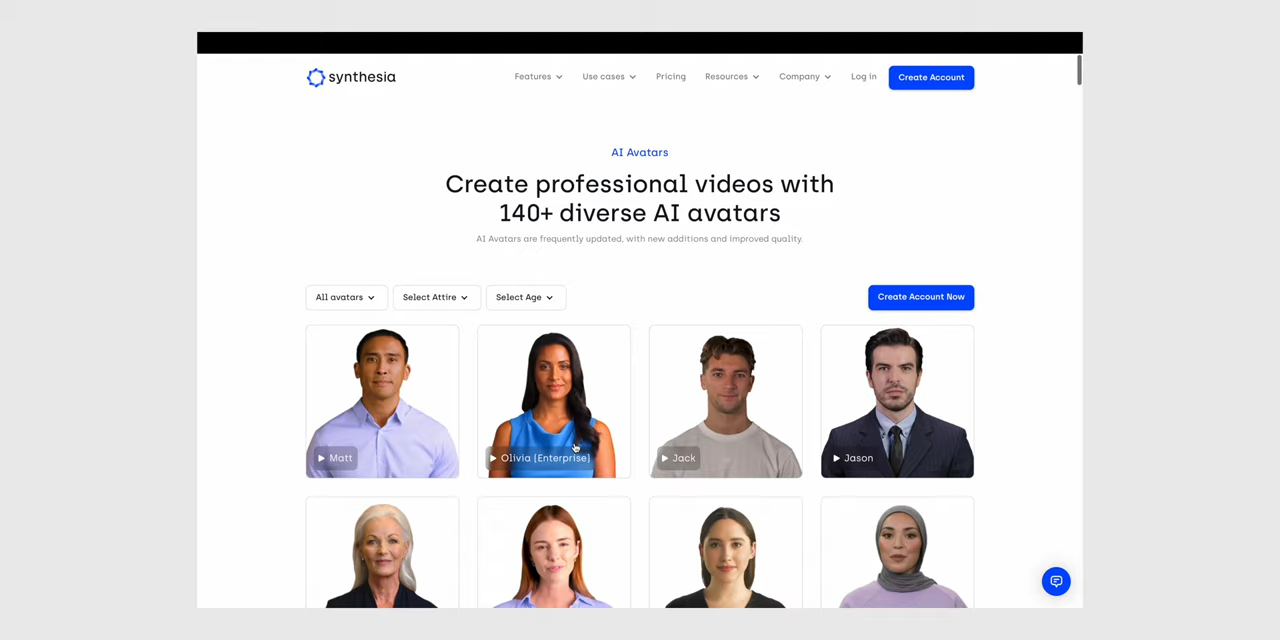 synthesia
Features
Use cases
Pricing
Resources
Company
Log in
Create Account
AI Avatars
Create professional videos with
140+ diverse AI avatars
AI Avatars are frequently updated, with new additions and improved quality.
All avatars
Select Attire
Select Age
Create Account Now
Matt
Olivia (Enterprise)
Jack
Jason